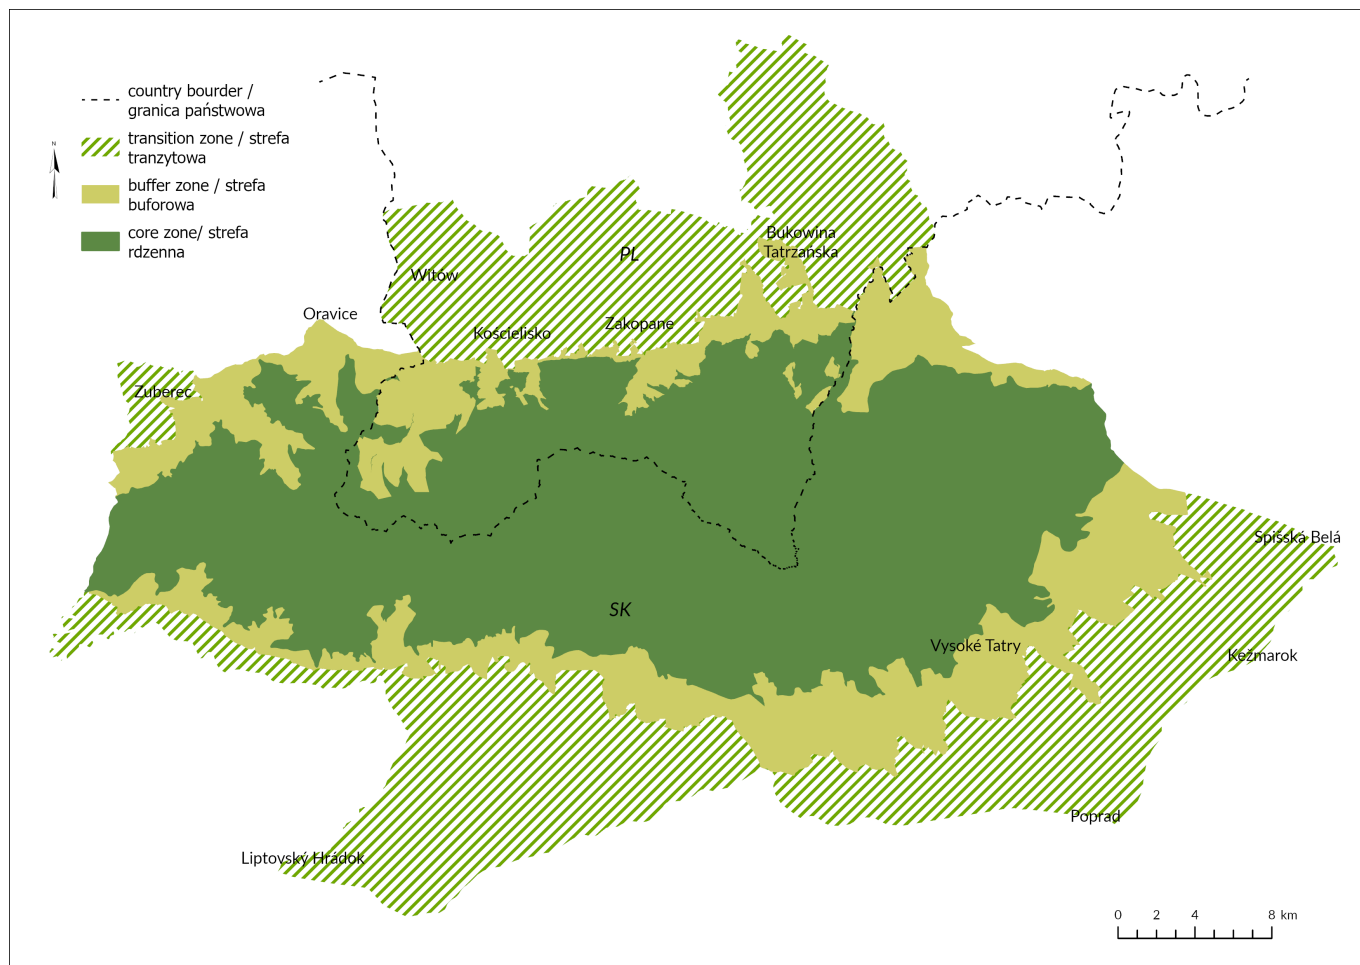 country bourder /
granica państwowa
N
transition zone / strefa
tranzytowa
buffer zone / strefa
buforowa
core zone/ strefa
rdzenna
Bukowina
Tatrzańska
PL
Witów
Oravice
Kościelisko
Zakopane
Zuberec
Spišská Belá
SK
Vysoké Tatry
Kežmarok
Poprad
Liptovský Hrádok
0 2 4 8 km